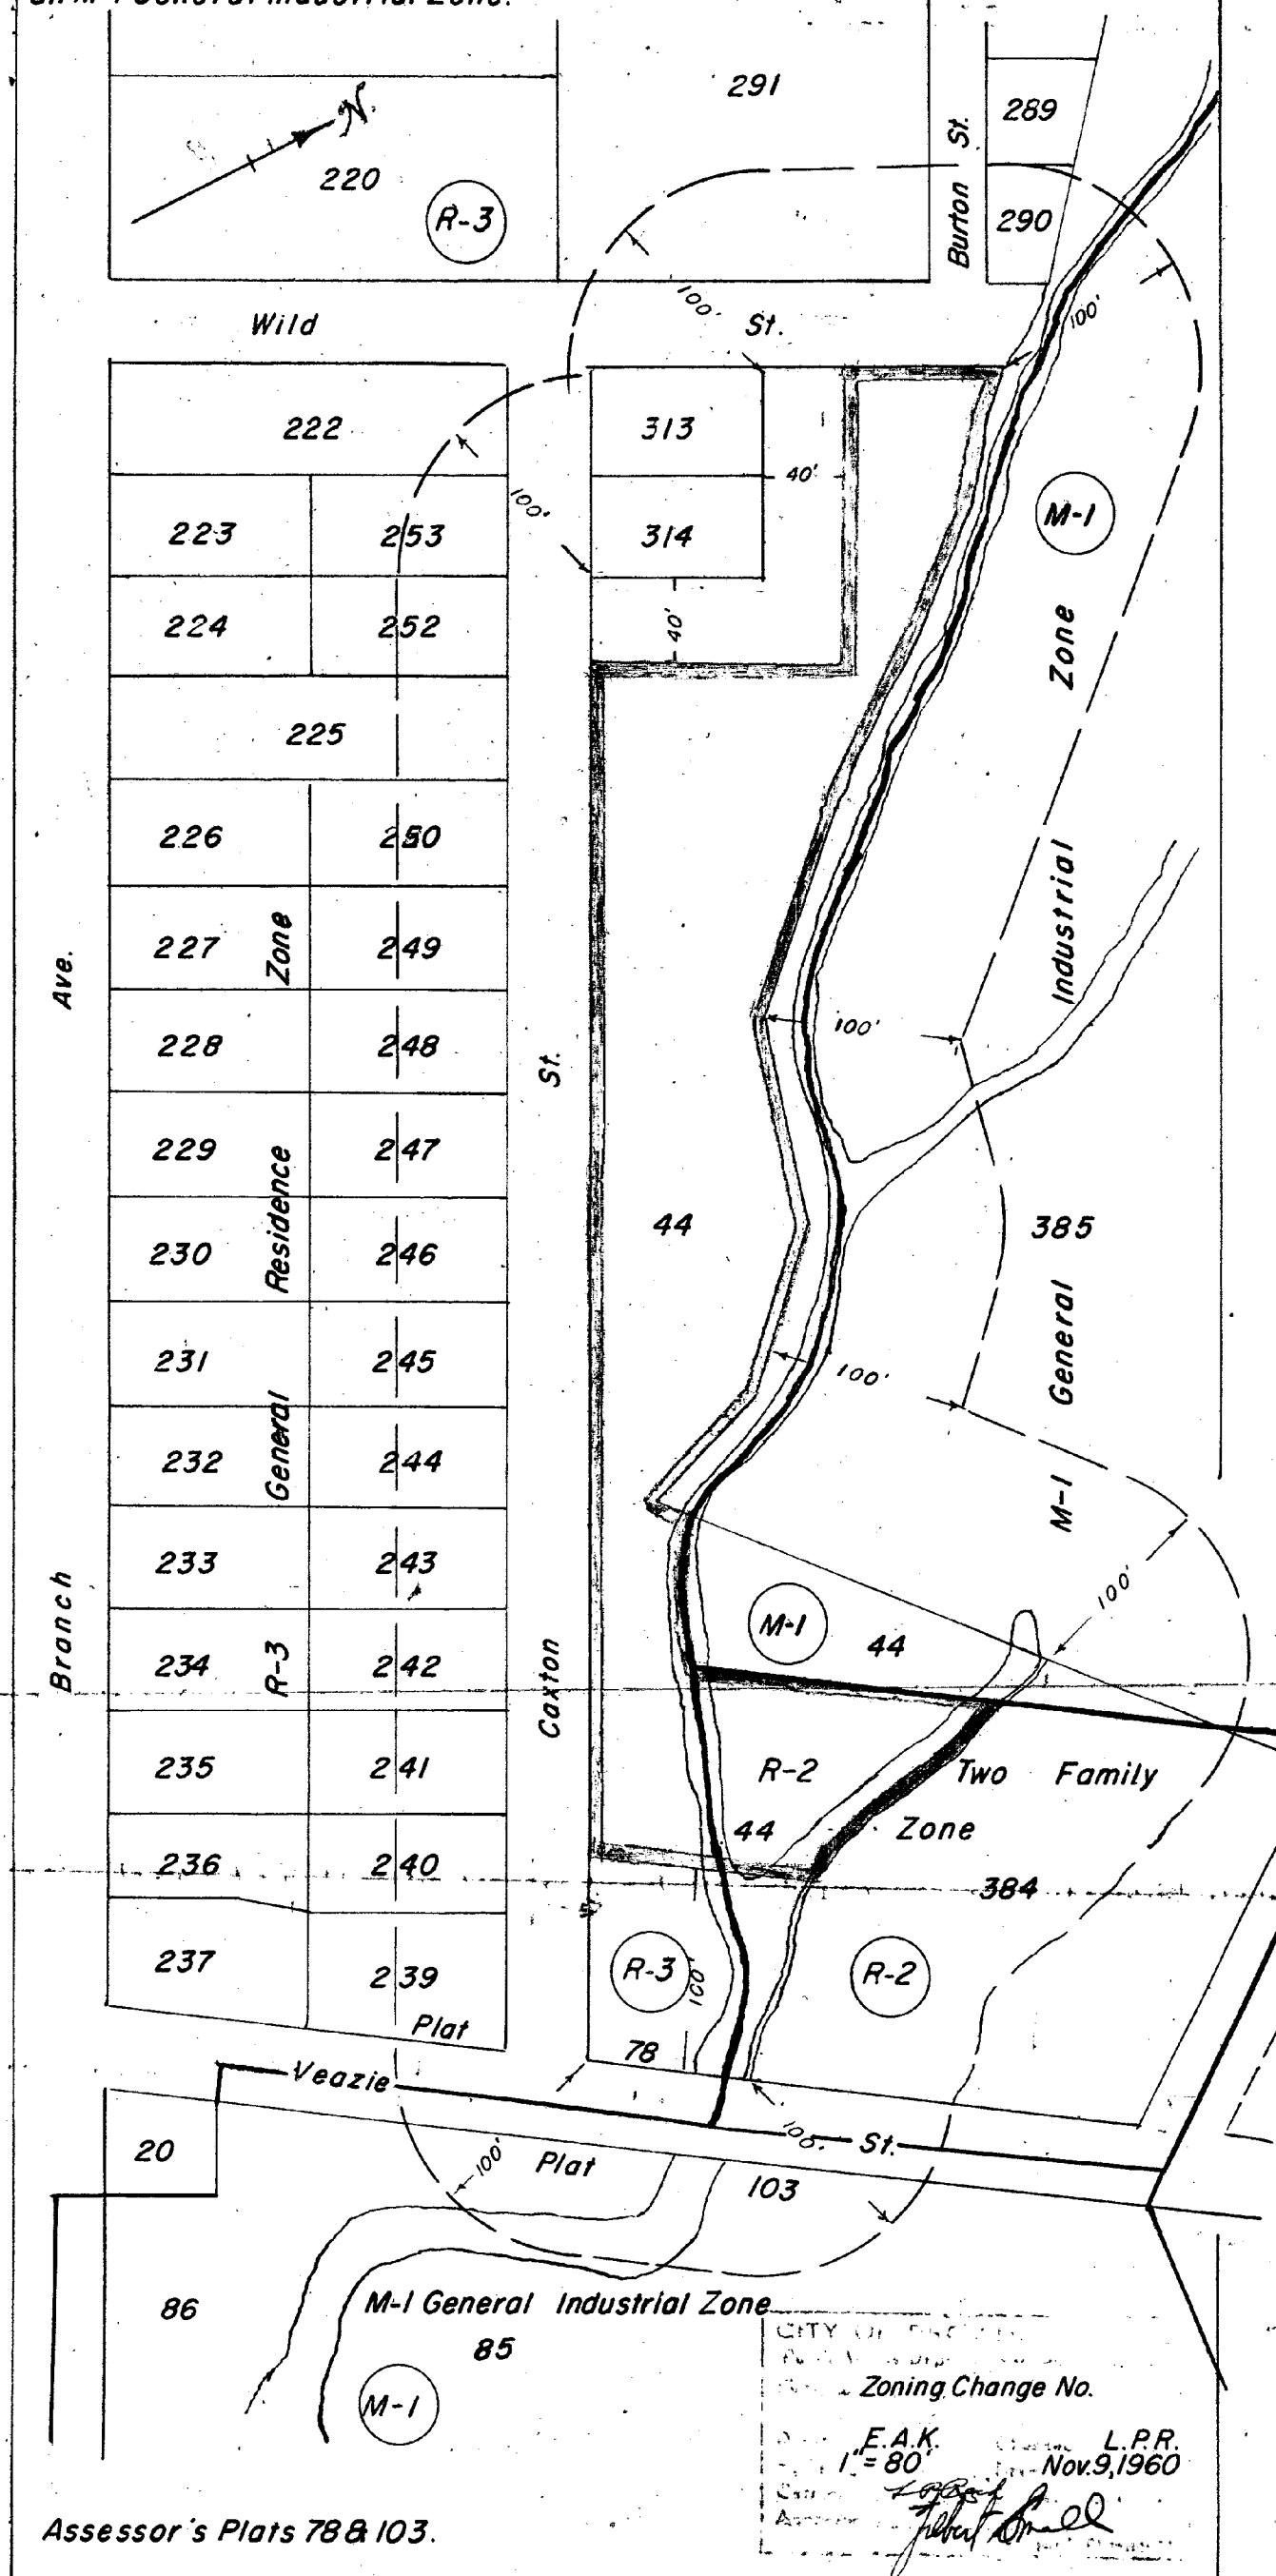 General Industrial Zone.
291
289
N.
220
R-3
Burton St.
290
100'
100'
Wild St.
222
313
40'
M-1
223
253
100'
314
224
252
40'
225
226
250
227
249
228
248
100'
229
247
230
246
44
385
231
245
100'
232
244
233
243
100'
M-1
44
234
242
235
241
R-2 Two Family
44 Zone
236
240
384
237
239
R-3
100'
R-2
Plat
78
Branch Ave.
R-3 General Residence Zone
Caxton St.
M-1 General Industrial Zone
Veazie St.
20
100'
Plat
100'
103
86
M-1 General Industrial Zone
85
M-1
CITY OF
Zoning Change No.
E.A.K. L.P.R.
1"=80' Nov.9,1960
Assessor's Plats 78 & 103.